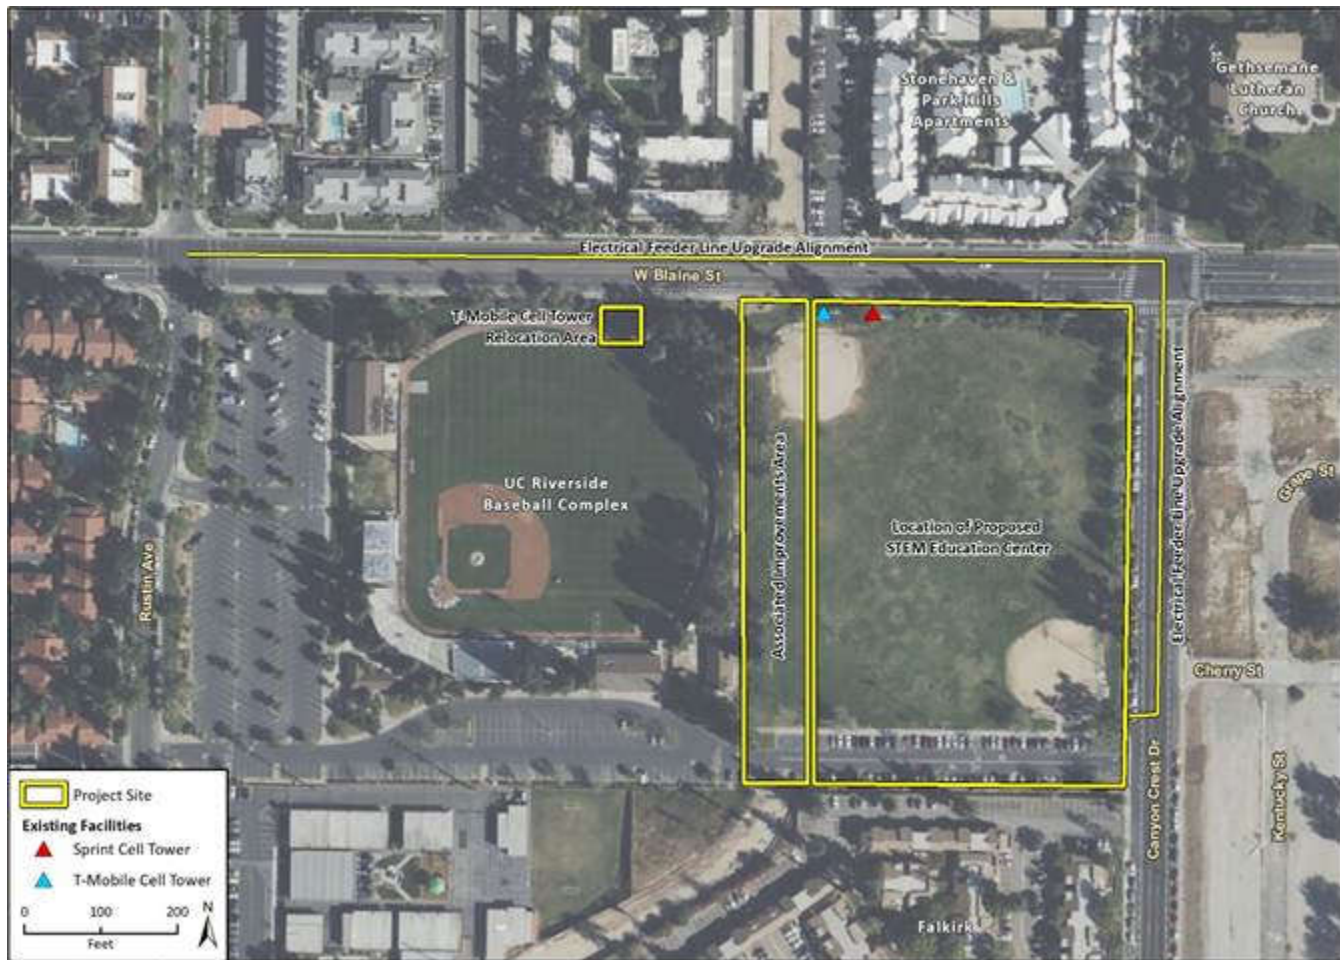 Stonehaven &
Park Hills
Apartments
Gethsemane
Lutheran
Church
Electrical Feeder Line Upgrade Alignment
W Blaine St
T-Mobile Cell Tower
Relocation Area
UC Riverside
Baseball Complex
Associated Improvements Area
Location of Proposed
STEM Education Center
Electrical Feeder Line Upgrade Alignment
Grape St
Rustin Ave
Cherry St
Canyon Crest Dr
Kentucky St
Falkirk
Project Site
Existing Facilities
Sprint Cell Tower
T-Mobile Cell Tower
0 100 200
Feet
N